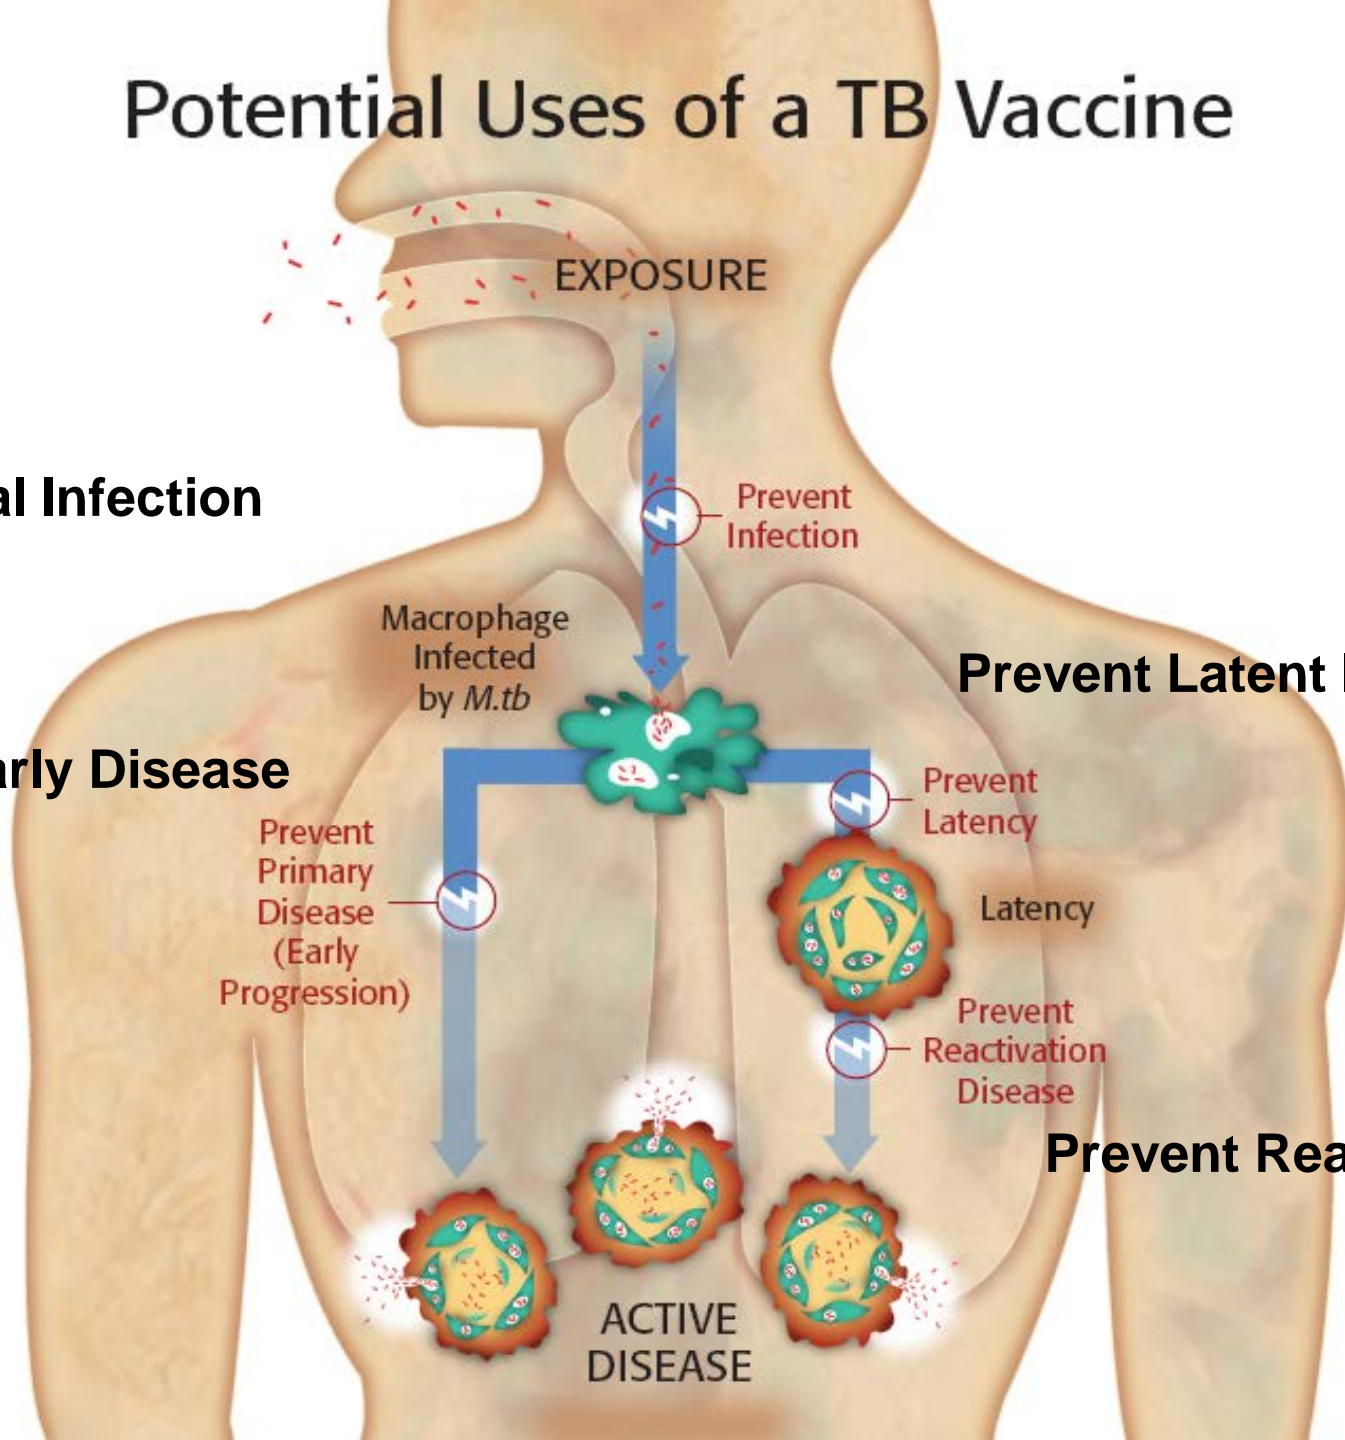 Potential Uses of a TB Vaccine
EXPOSURE
al Infection
Prevent
Infection
Macrophage
Infected
by M.tb
Prevent Latent
arly Disease
Prevent
Latency
Prevent
Primary
Disease
(Early
Progression)
Latency
Prevent
Reactivation
Disease
Prevent Rea
ACTIVE
DISEASE